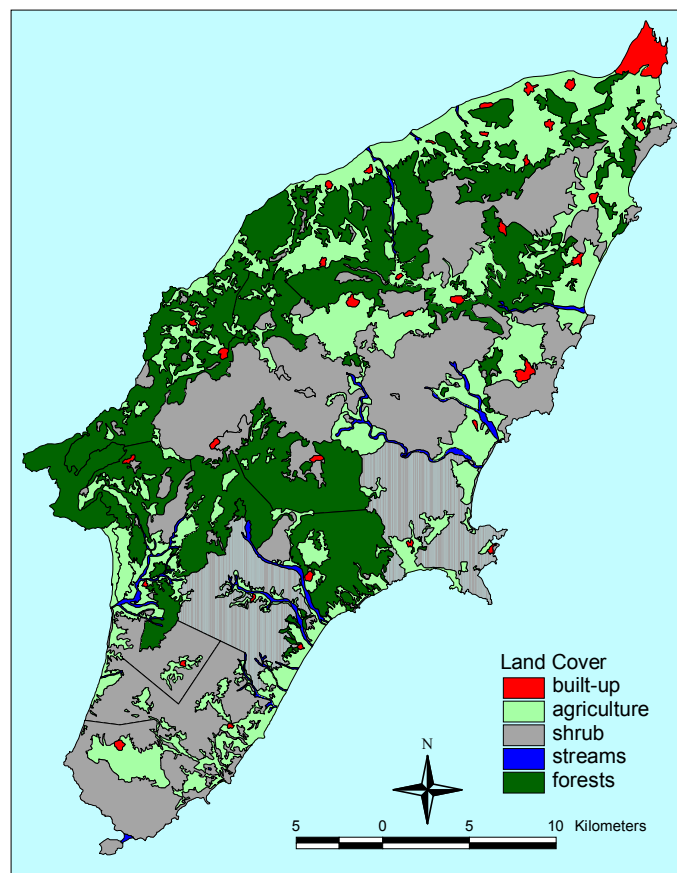 Land Cover
built-up
agriculture
shrub
streams
forests
N
5 0 5 10 Kilometers